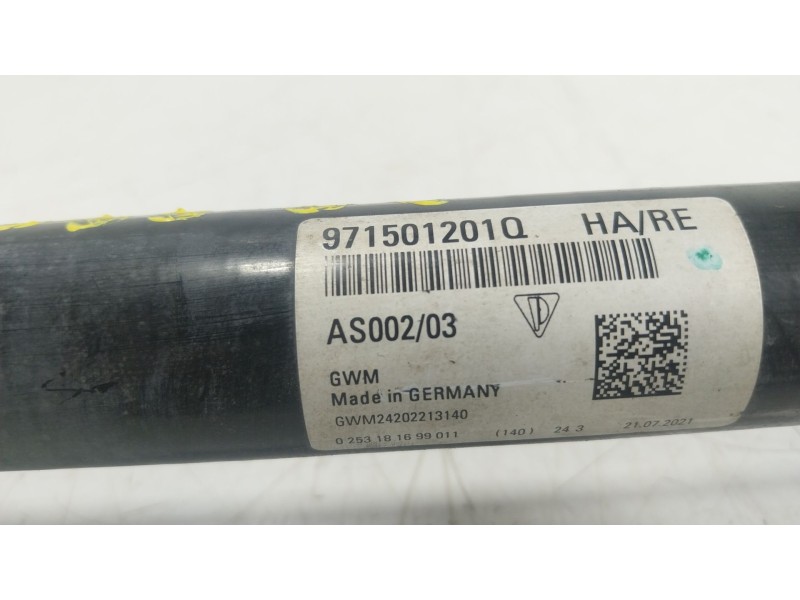 971501201Q HA/RE
AS002/03
GWM
Made in GERMANY
GWM24202213140
0 253 18 16 99 011 (140) 24.3 21.07.2021